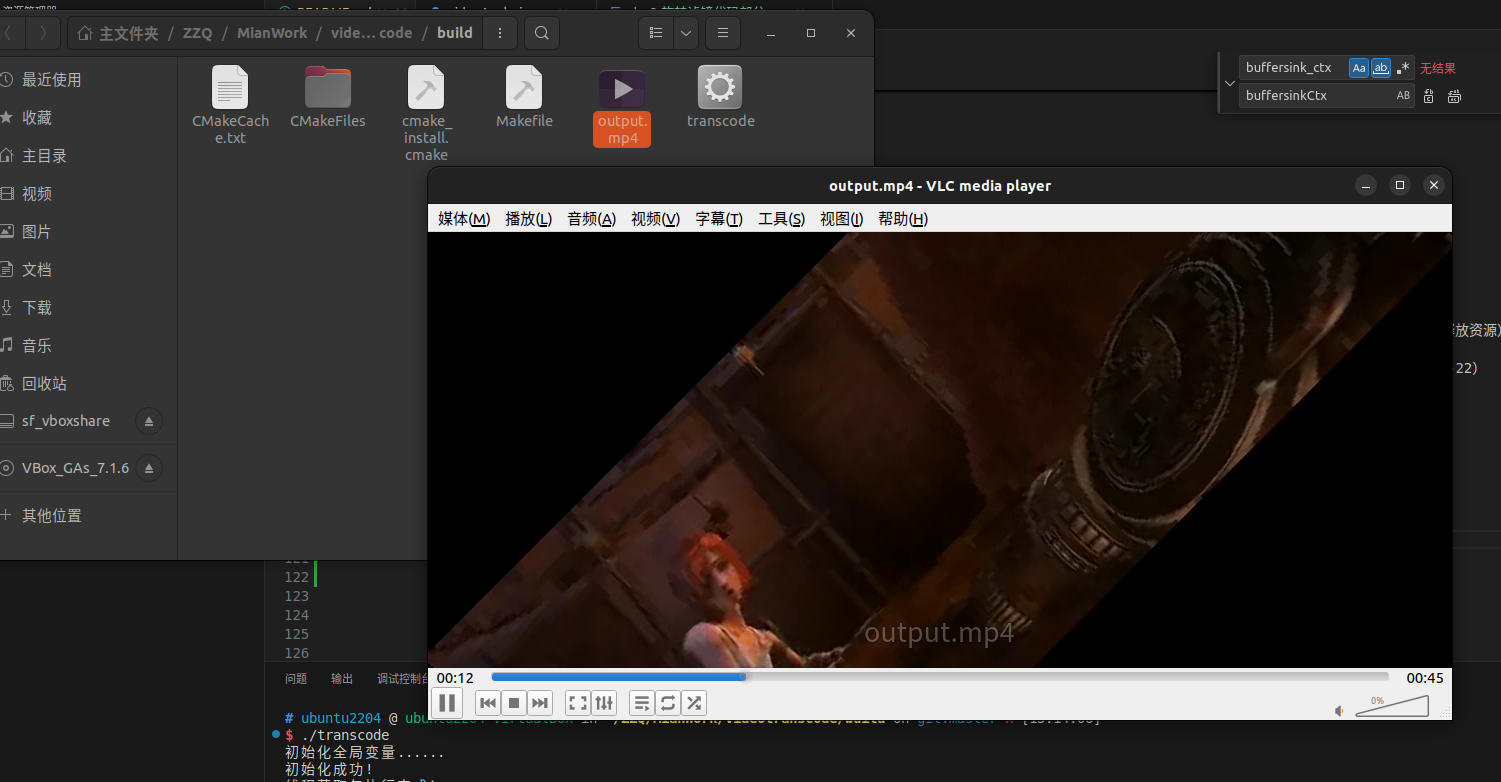 主文件夹 / ZZQ / MianWork / vide… code / build
最近使用
收藏
主目录
视频
图片
文档
下载
音乐
回收站
sf_vboxshare
VBox_GAs_7.1.6
其他位置
CMakeCache.txt
CMakeFiles
cmake_
install.
cmake
Makefile
output.
mp4
transcode
buffersink_ctx Aa ab .* 无结果
buffersinkCtx AB
output.mp4 - VLC media player
媒体(M) 播放(L) 音频(A) 视频(V) 字幕(T) 工具(S) 视图(I) 帮助(H)
output.mp4
00:12 00:45
0%
放资源)
22)
122
123
124
125
126
问题 输出 调试控制台
# ubuntu2204 @
$ ./transcode
初始化全局变量......
初始化成功!